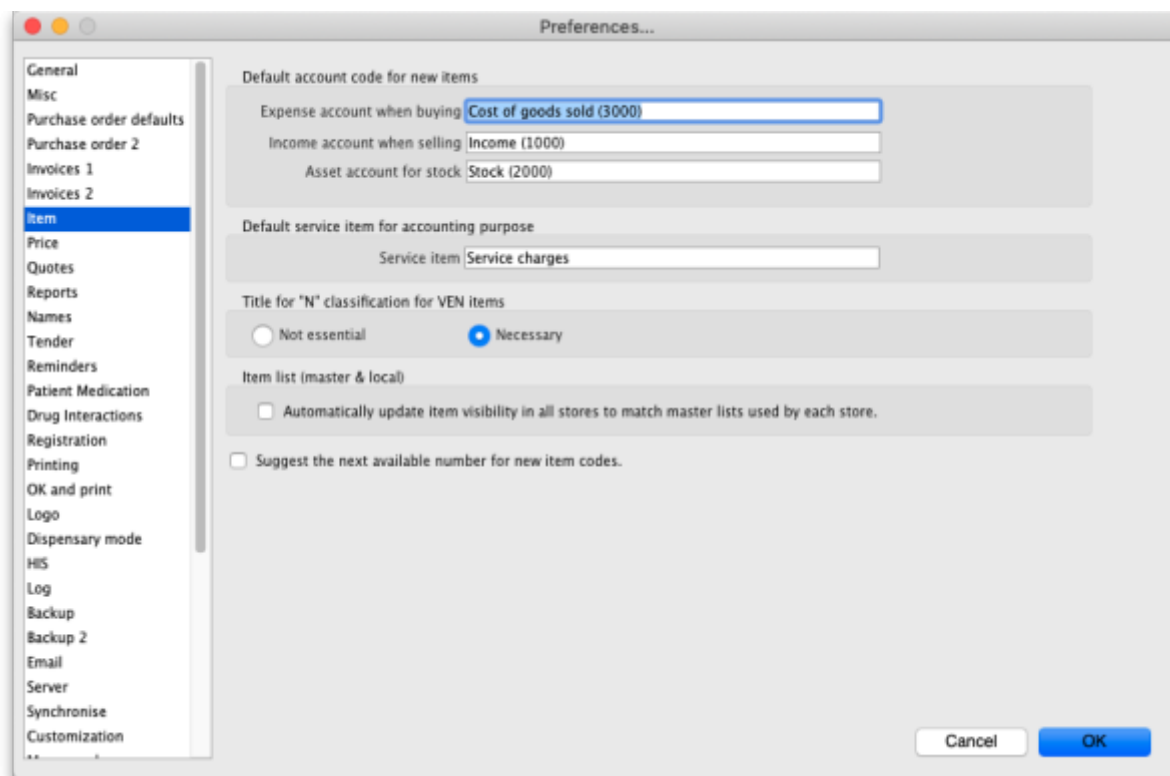 Preferences...
General
Misc
Purchase order defaults
Purchase order 2
Invoices 1
Invoices 2
Item
Price
Quotes
Reports
Names
Tender
Reminders
Patient Medication
Drug Interactions
Registration
Printing
OK and print
Logo
Dispensary mode
HIS
Log
Backup
Backup 2
Email
Server
Synchronise
Customization
Default account code for new items
Expense account when buying Cost of goods sold (3000)
Income account when selling Income (1000)
Asset account for stock Stock (2000)
Default service item for accounting purpose
Service item Service charges
Title for "N" classification for VEN items
Not essential Necessary
Item list (master & local)
Automatically update item visibility in all stores to match master lists used by each store.
Suggest the next available number for new item codes.
Cancel OK